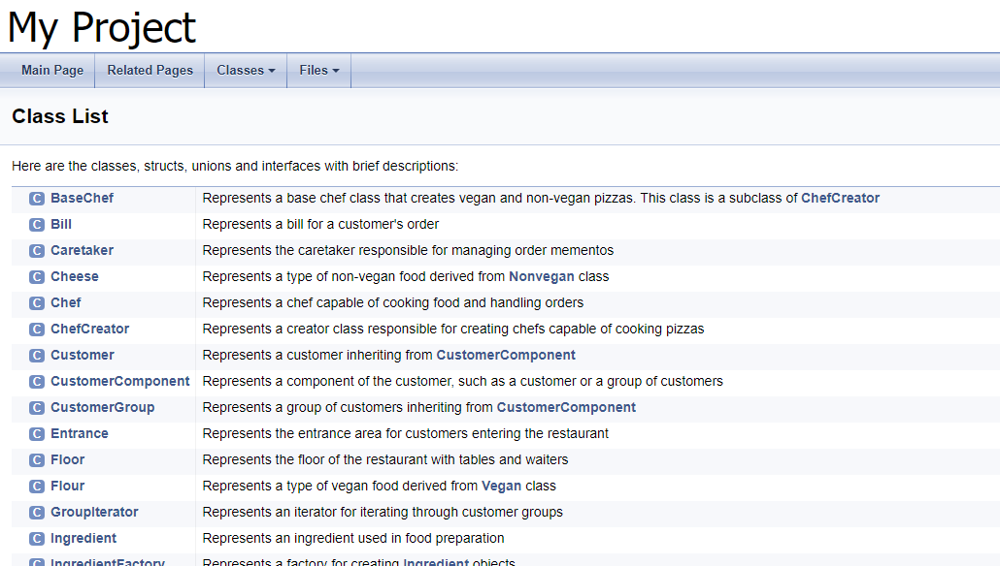 My Project
Main Page Related Pages Classes Files
Class List
Here are the classes, structs, unions and interfaces with brief descriptions:
C BaseChef Represents a base chef class that creates vegan and non-vegan pizzas. This class is a subclass of ChefCreator
C Bill Represents a bill for a customer's order
C Caretaker Represents the caretaker responsible for managing order mementos
C Cheese Represents a type of non-vegan food derived from Nonvegan class
C Chef Represents a chef capable of cooking food and handling orders
C ChefCreator Represents a creator class responsible for creating chefs capable of cooking pizzas
C Customer Represents a customer inheriting from CustomerComponent
C CustomerComponent Represents a component of the customer, such as a customer or a group of customers
C CustomerGroup Represents a group of customers inheriting from CustomerComponent
C Entrance Represents the entrance area for customers entering the restaurant
C Floor Represents the floor of the restaurant with tables and waiters
C Flour Represents a type of vegan food derived from Vegan class
C GroupIterator Represents an iterator for iterating through customer groups
C Ingredient Represents an ingredient used in food preparation
C IngredientFactory Represents a factory for creating Ingredient objects